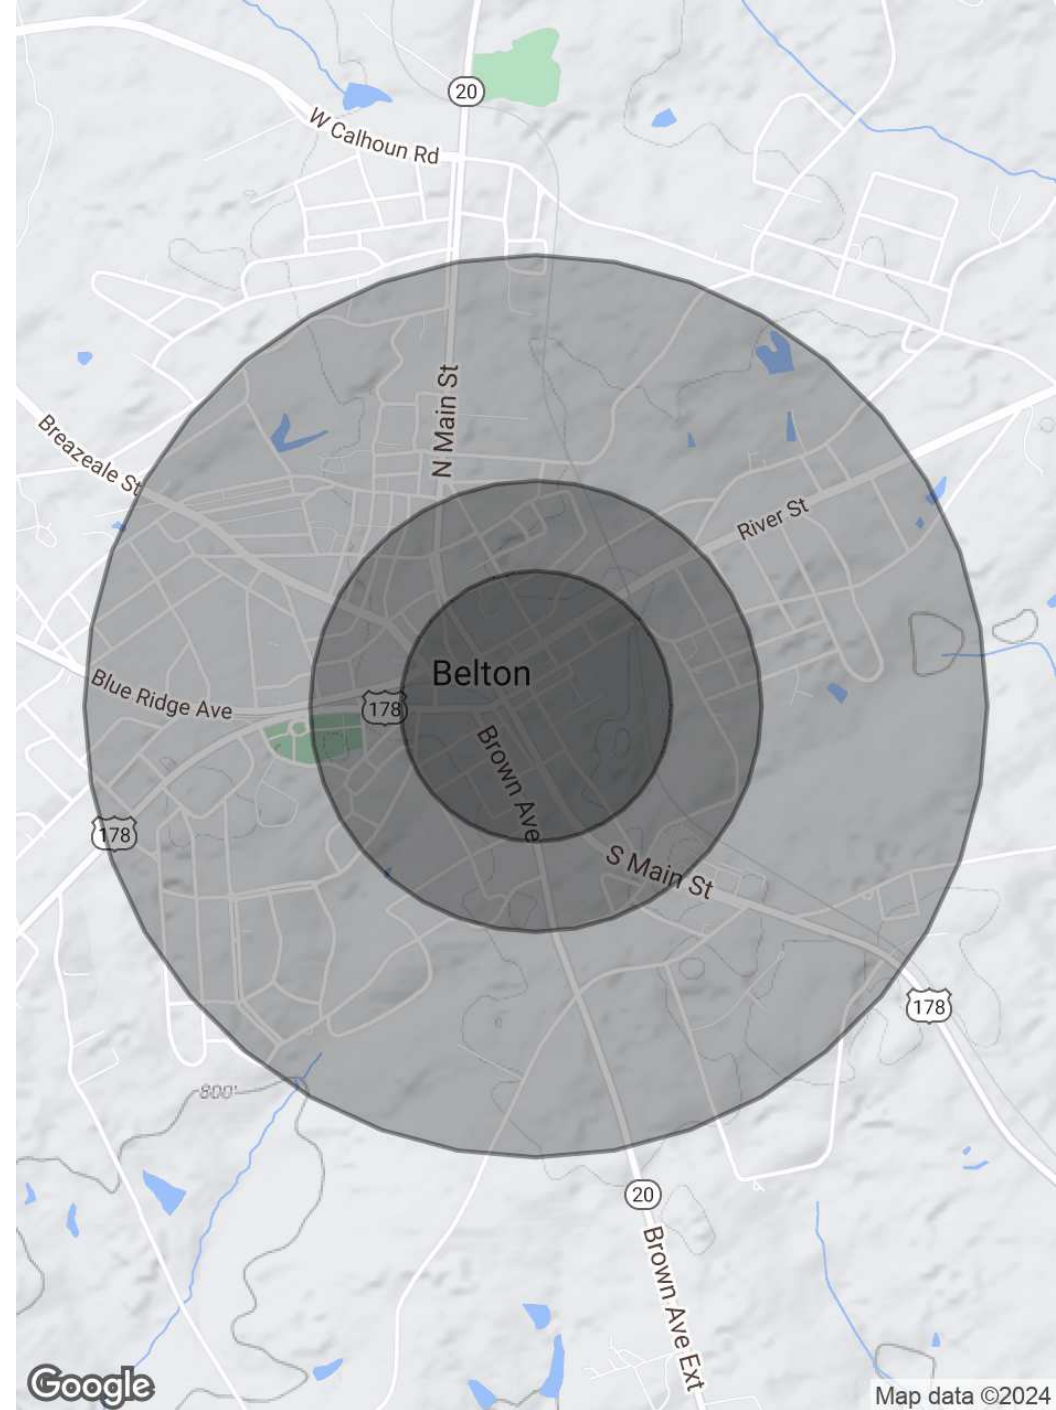 20
W Calhoun Rd
N Main St
Breazeale St
River St
Belton
Blue Ridge Ave
178
Brown Ave
178
S Main St
178
800'
20
Brown Ave Ext
Google
Map data ©2024